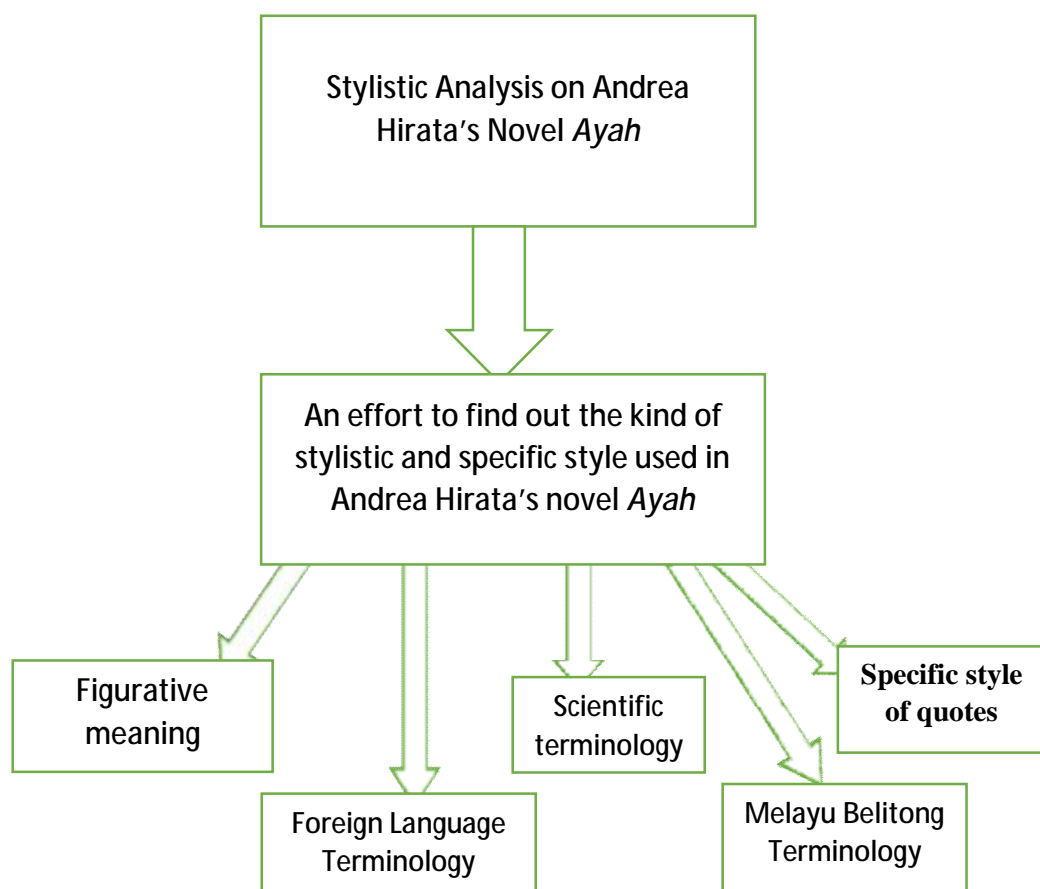 Stylistic Analysis on Andrea
Hirata's Novel Ayah
An effort to find out the kind of
stylistic and specific style used in
Andrea Hirata's novel Ayah
Figurative
meaning
Foreign Language
Terminology
Scientific
terminology
Melayu Belitong
Terminology
Specific style
of quotes